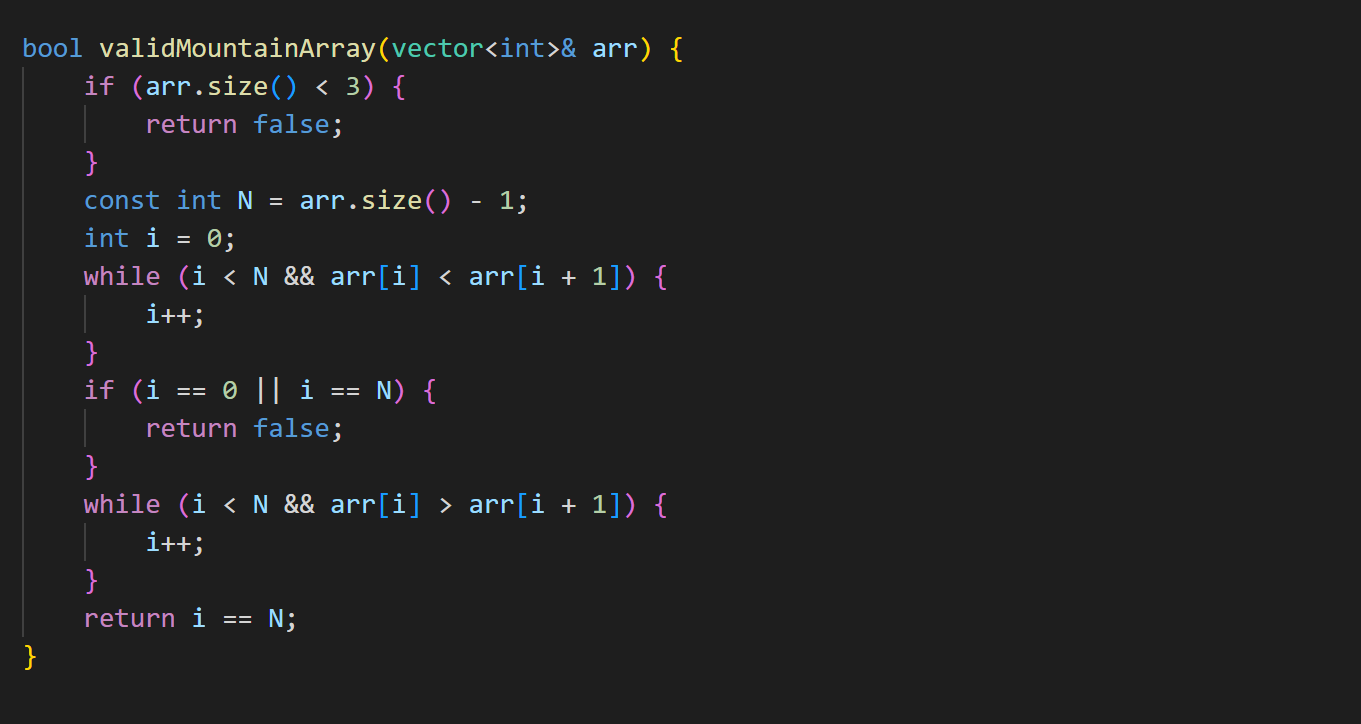 bool validMountainArray(vector<int>& arr) {
    if (arr.size() < 3) {
        return false;
    }
    const int N = arr.size() - 1;
    int i = 0;
    while (i < N && arr[i] < arr[i + 1]) {
        i++;
    }
    if (i == 0 || i == N) {
        return false;
    }
    while (i < N && arr[i] > arr[i + 1]) {
        i++;
    }
    return i == N;
}